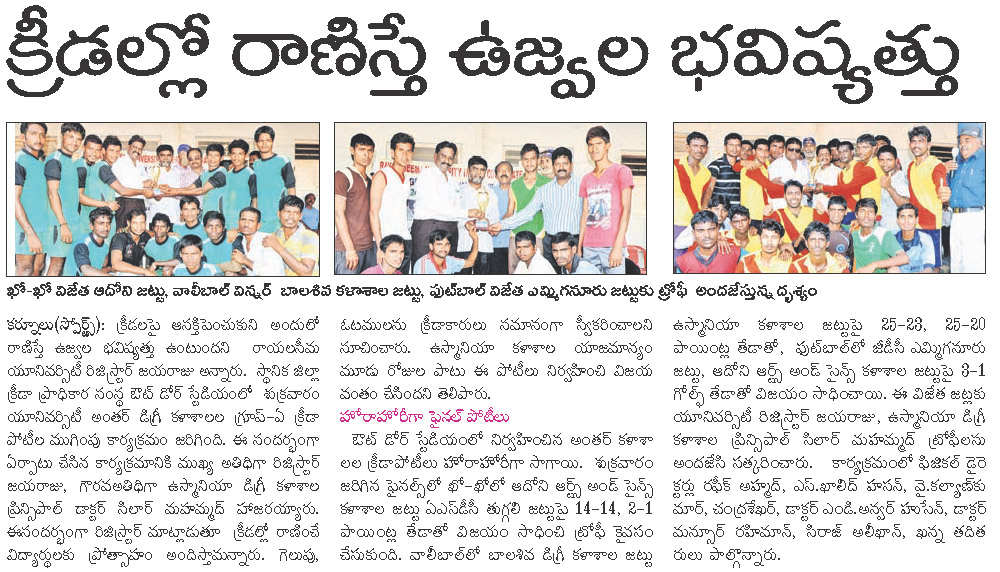 క్రీడల్లో రాణిస్తే ఉజ్వల భవిష్యత్తు
ఖో-ఖో విజేత ఆదోని జట్టు, వాలీబాల్ విన్నర్ బాలశివ కళాశాల జట్టు, ఫుట్‌బాల్ విజేత ఎమ్మిగనూరు జట్టుకు ట్రోఫీ అందజేస్తున్న దృశ్యం
కర్నూలు(స్పోర్ట్స్): క్రీడలపై ఆసక్తిపెంచుకుని అందులో
రాణిస్తే ఉజ్వల భవిష్యత్తు ఉంటుందని రాయలసీమ
యూనివర్సిటీ రిజిస్ట్రార్ జయరాజు అన్నారు. స్థానిక జిల్లా
క్రీడా ప్రాధికార సంస్థ ఔట్ డోర్ స్టేడియంలో శుక్రవారం
యూనివర్సిటీ అంతర్ డిగ్రీ కళాశాలల గ్రూప్-ఏ క్రీడా
పోటీల ముగింపు కార్యక్రమం జరిగింది. ఈ సందర్భంగా
ఏర్పాటు చేసిన కార్యక్రమానికి ముఖ్య అతిథిగా రిజిస్ట్రార్
జయరాజు, గౌరవఅతిథిగా ఉస్మానియా డిగ్రీ కళాశాల
ప్రిన్సిపాల్ డాక్టర్ సిలార్ మహమ్మద్ హాజరయ్యారు.
ఈసందర్భంగా రిజిస్ట్రార్ మాట్లాడుతూ క్రీడల్లో రాణించే
విద్యార్థులకు ప్రోత్సాహం అందిస్తామన్నారు. గెలుపు,
ఓటములను క్రీడాకారులు సమానంగా స్వీకరించాలని
సూచించారు. ఉస్మానియా కళాశాల యాజమాన్యం
మూడు రోజుల పాటు ఈ పోటీలు నిర్వహించి విజయ
వంతం చేసిందని తెలిపారు.
హోరాహోరీగా ఫైనల్ పోటీలు
ఔట్ డోర్ స్టేడియంలో నిర్వహించిన అంతర్ కళాశా
లల క్రీడాపోటీలు హోరాహోరీగా సాగాయి. శుక్రవారం
జరిగిన ఫైనల్స్‌లో ఖో-ఖోలో ఆదోని ఆర్ట్స్ అండ్ సైన్స్
కళాశాల జట్టు ఏఎస్‌డీసీ తుగ్గలి జట్టుపై 14-14, 2-1
పాయింట్ల తేడాతో విజయం సాధించి ట్రోఫీ కైవసం
చేసుకుంది. వాలీబాల్‌లో బాలశివ డిగ్రీ కళాశాల జట్టు
ఉస్మానియా కళాశాల జట్టుపై 25-23, 25-20
పాయింట్ల తేడాతో, ఫుట్‌బాల్‌లో జీడీసీ ఎమ్మిగనూరు
జట్టు, ఆదోని ఆర్ట్స్ అండ్ సైన్స్ కళాశాల జట్టుపై 3-1
గోల్స్ తేడాతో విజయం సాధించాయి. ఈ విజేత జట్లకు
యూనివర్సిటీ రిజిస్ట్రార్ జయరాజు, ఉస్మానియా డిగ్రీ
కళాశాల ప్రిన్సిపాల్ సిలార్ మహమ్మద్ ట్రోఫీలను
అందజేసి సత్కరించారు. కార్యక్రమంలో ఫిజికల్ డైరె
క్టర్లు రఫీక్ అహ్మద్, ఎస్.ఖాలిద్ హసన్, వై.కల్యాణ్‌కు
మార్, చంద్రశేఖర్, డాక్టర్ ఎండి.అన్వర్ హుసేన్, డాక్టర్
మన్సూర్ రహిమాన్, సిరాజ్ అలీఖాన్, ఖన్న తదిత
రులు పాల్గొన్నారు.